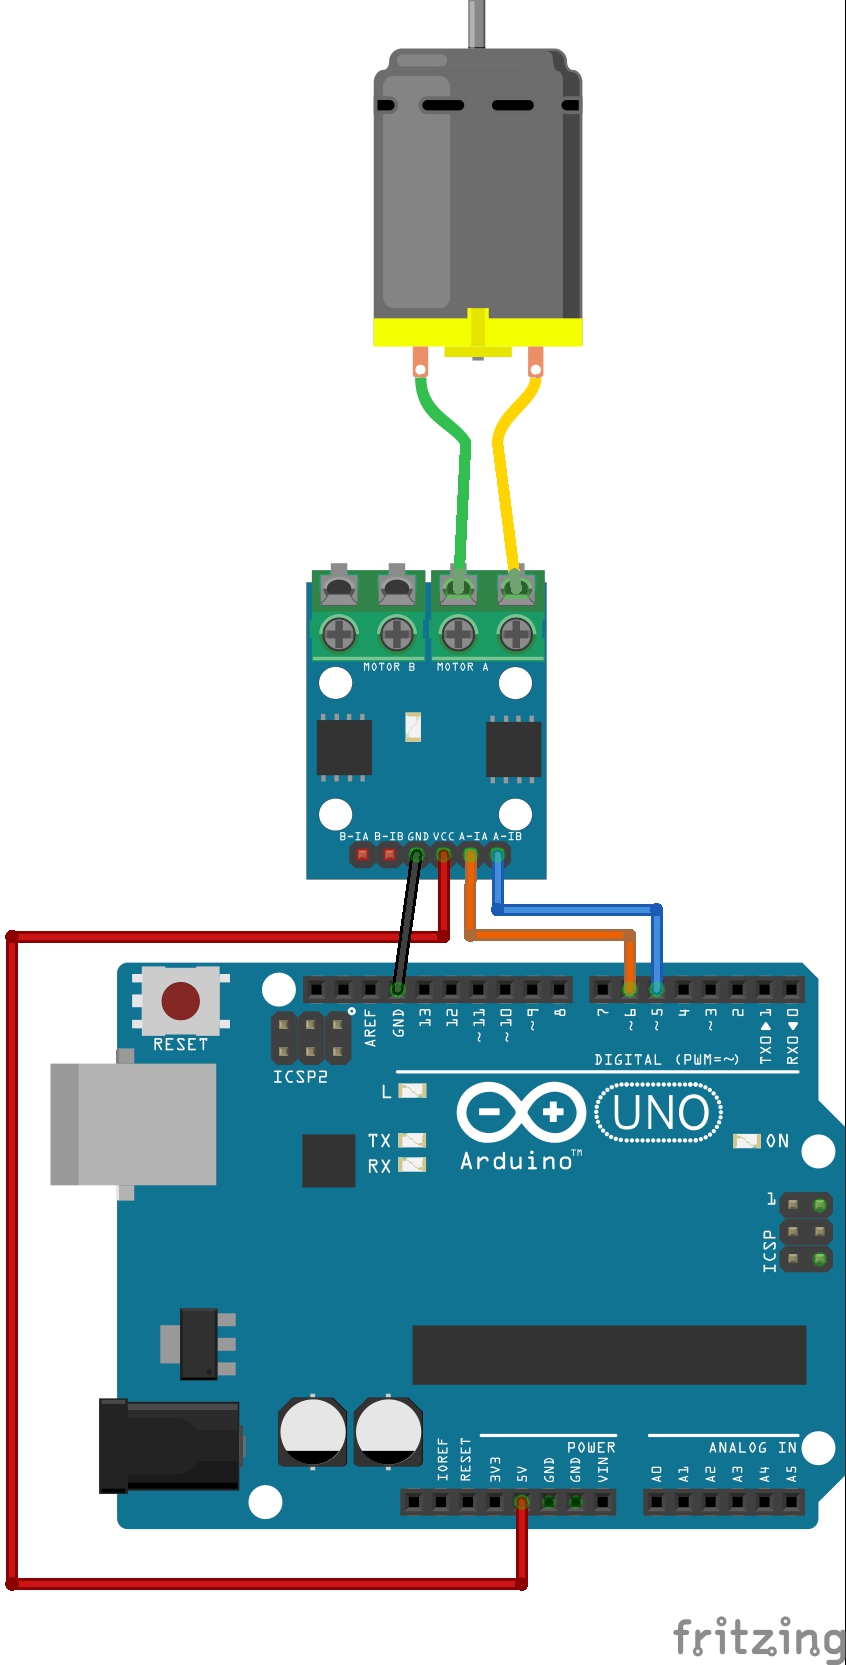 MOTOR B MOTOR A
B-IA B-IB GND VCC A-IA A-IB
RESET
ICSP2
AREF
GND
13
12
~11
~10
~9
8
7
~6
~5
4
~3
2
TX0▶1
RX0◀0
DIGITAL (PWM=~)
L
TX
RX
Arduino™
UNO
ON
1
ICSP
POWER
ANALOG IN
IOREF
RESET
3V3
5V
GND
GND
VIN
A0
A1
A2
A3
A4
A5
fritzing